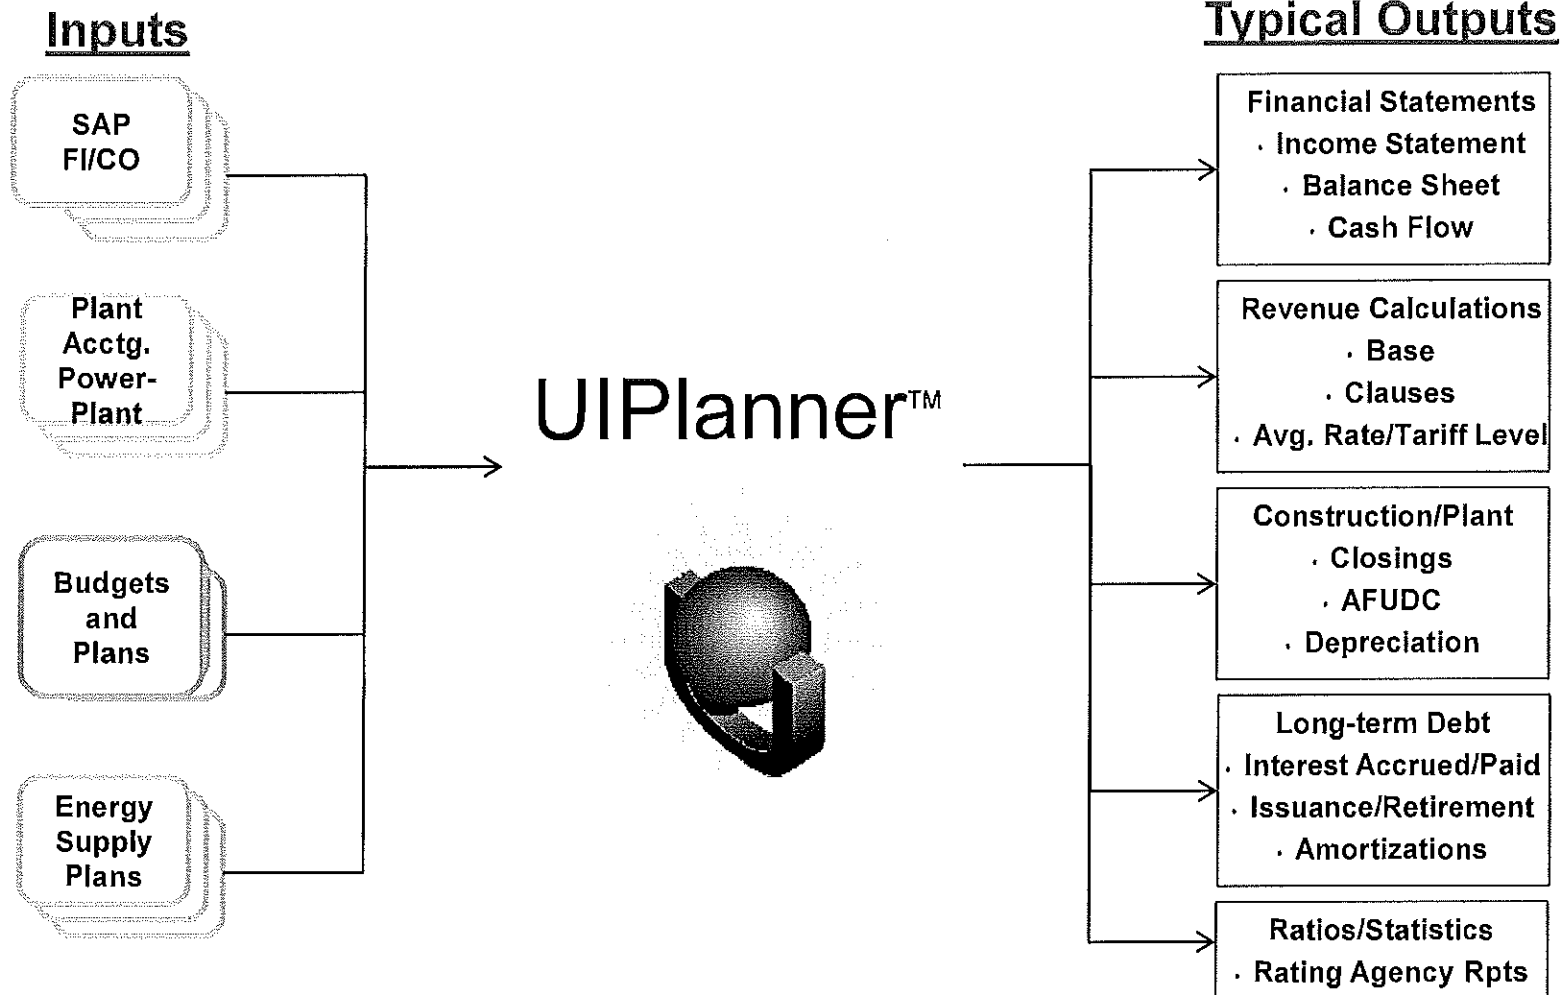 Inputs
SAP
FI/CO
Plant
Acctg.
Power-
Plant
Budgets
and
Plans
Energy
Supply
Plans
UIPlanner™
Typical Outputs
Financial Statements
· Income Statement
· Balance Sheet
· Cash Flow
Revenue Calculations
· Base
· Clauses
· Avg. Rate/Tariff Level
Construction/Plant
· Closings
· AFUDC
· Depreciation
Long-term Debt
· Interest Accrued/Paid
· Issuance/Retirement
· Amortizations
Ratios/Statistics
· Rating Agency Rpts